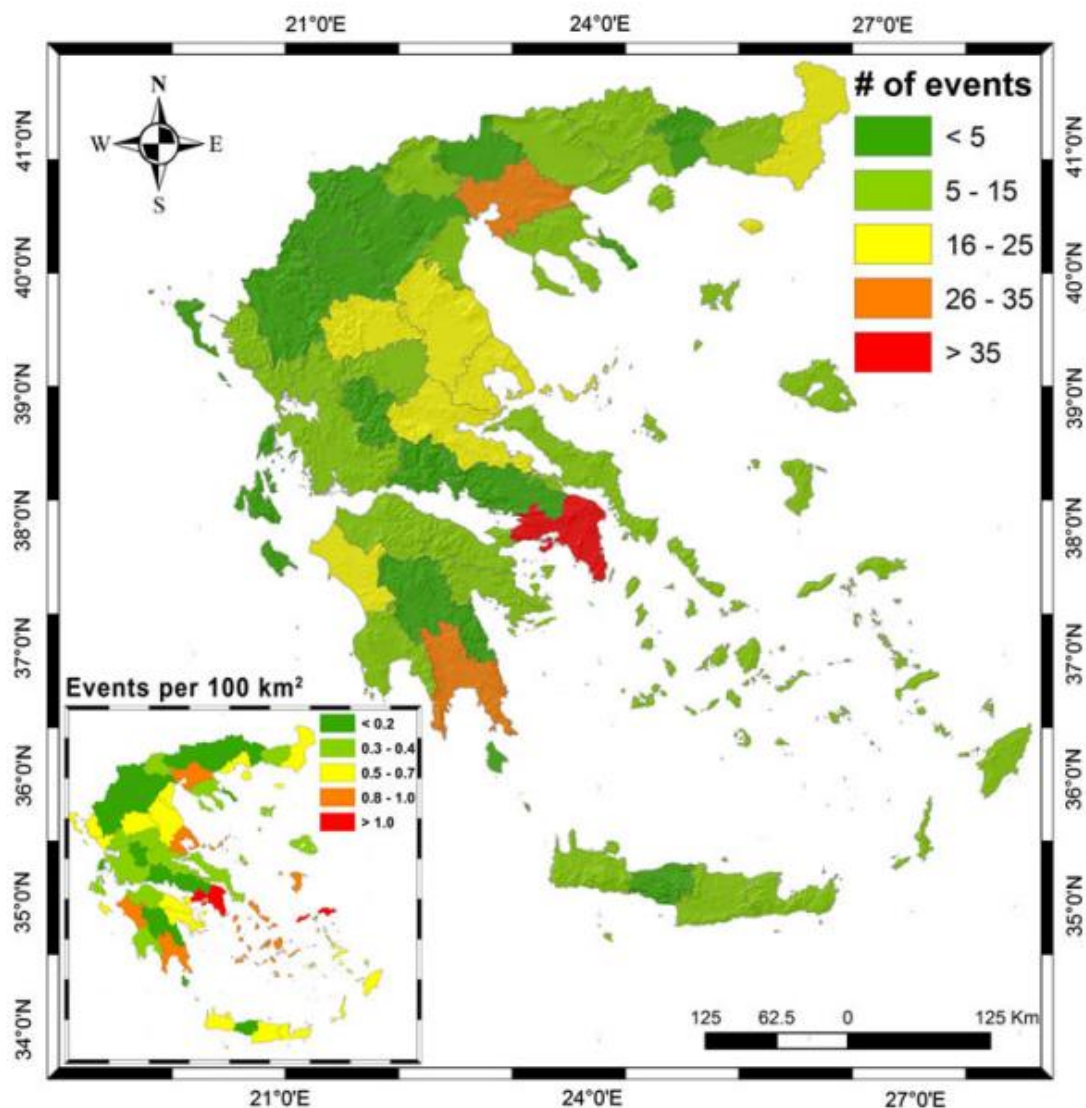 21°0'E 24°0'E 27°0'E
N
W E
S
# of events
< 5
5 - 15
16 - 25
26 - 35
> 35
41°0'N 41°0'N
40°0'N 40°0'N
39°0'N 39°0'N
38°0'N 38°0'N
37°0'N 37°0'N
36°0'N 36°0'N
35°0'N 35°0'N
34°0'N 34°0'N
Events per 100 km²
< 0.2
0.3 - 0.4
0.5 - 0.7
0.8 - 1.0
> 1.0
125 62.5 0 125 Km
21°0'E 24°0'E 27°0'E